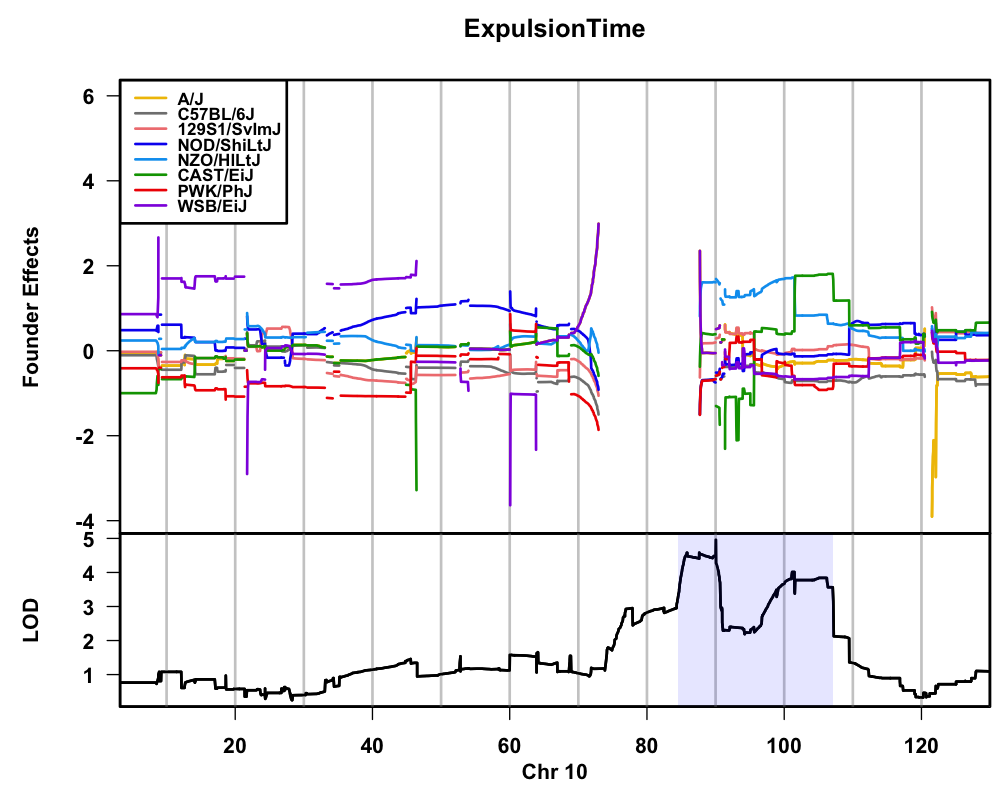 ExpulsionTime
6
4
2
0
-2
-4
Founder Effects
A/J
C57BL/6J
129S1/SvImJ
NOD/ShiLtJ
NZO/HlLtJ
CAST/EiJ
PWK/PhJ
WSB/EiJ
5
4
3
2
1
LOD
20 40 60 80 100 120
Chr 10